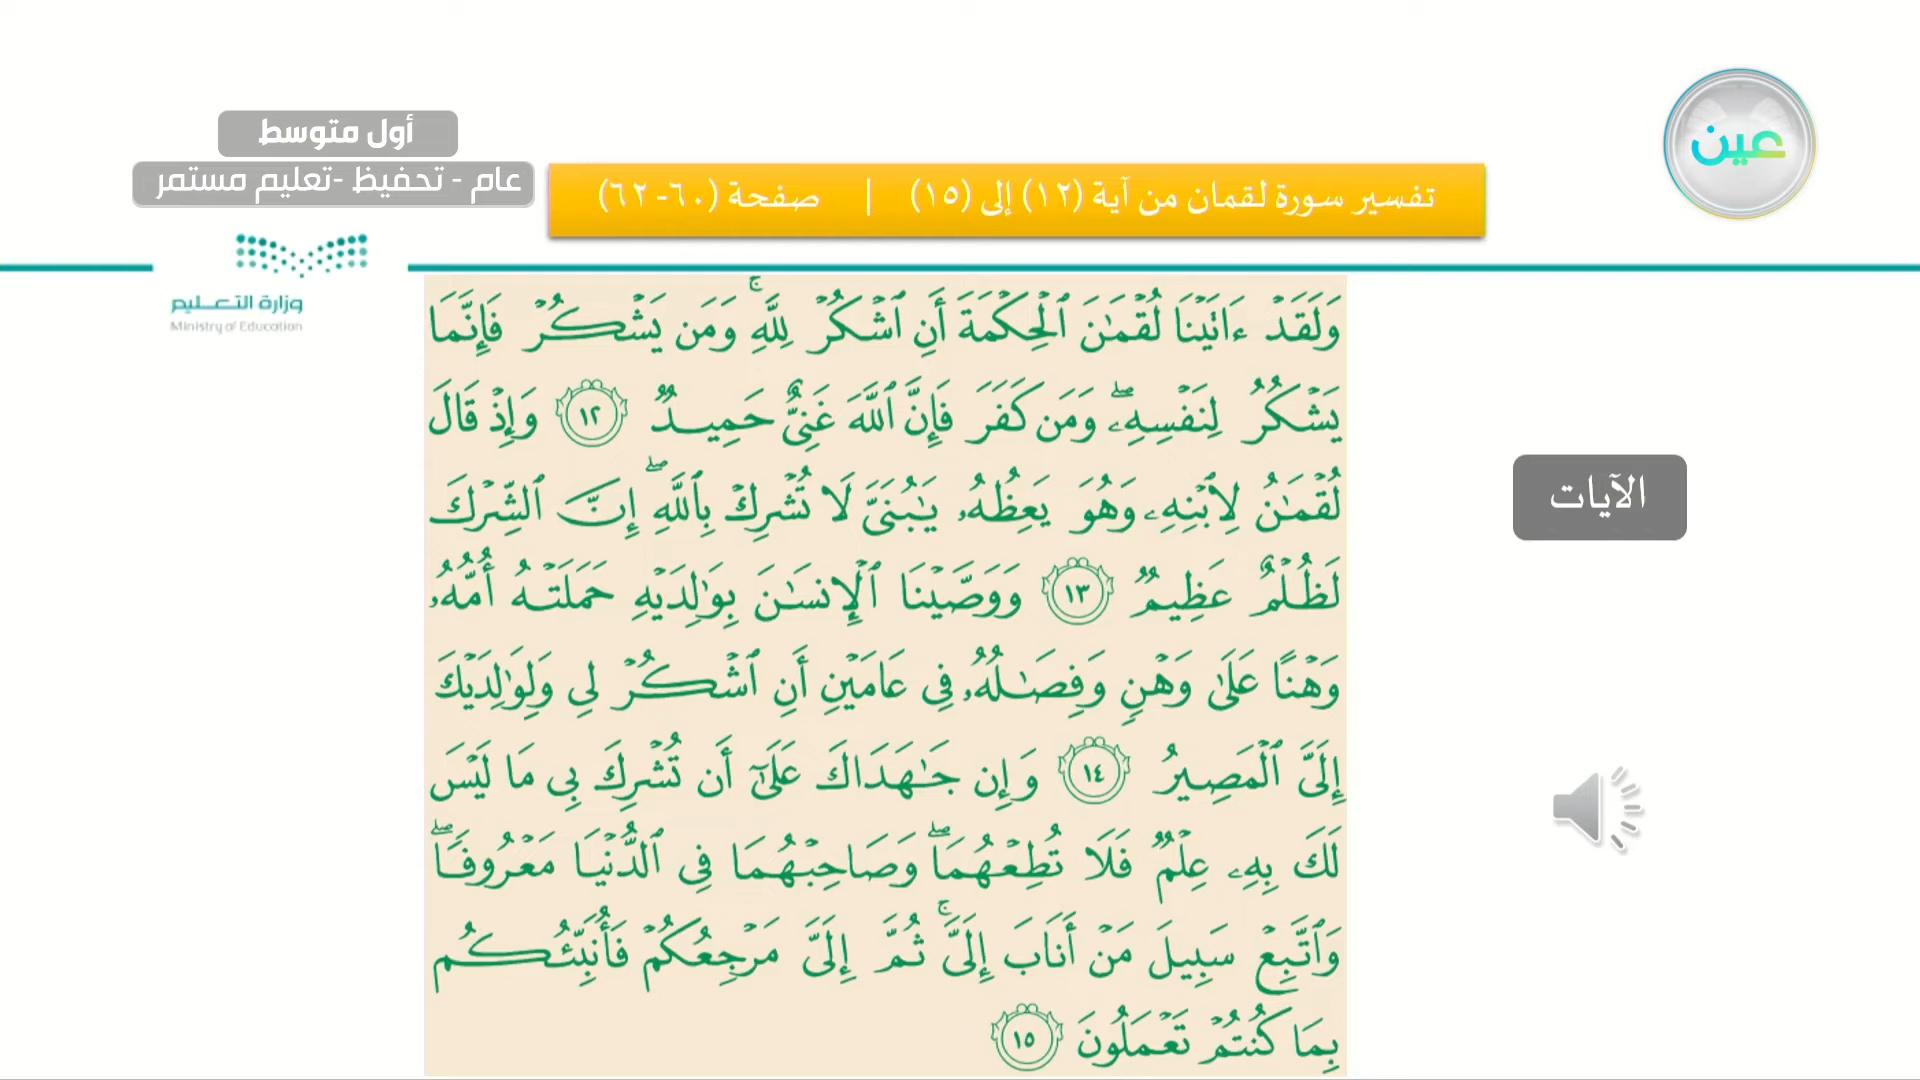 عين
أول متوسط
عام - تحفيظ -تعليم مستمر
تفسير سورة لقمان من آية (١٢) إلى (١٥) | صفحة (٦٠-٦٢)
وزارة التعليم
Ministry of Education
الآيات
وَلَقَدْ ءَاتَيْنَا لُقْمَٰنَ ٱلْحِكْمَةَ أَنِ ٱشْكُرْ لِلَّهِۚ وَمَن يَشْكُرْ فَإِنَّمَا
يَشْكُرُ لِنَفْسِهِۦۖ وَمَن كَفَرَ فَإِنَّ ٱللَّهَ غَنِىٌّ حَمِيدٌ ١٢ وَإِذْ قَالَ
لُقْمَٰنُ لِٱبْنِهِۦ وَهُوَ يَعِظُهُۥ يَٰبُنَىَّ لَا تُشْرِكْ بِٱللَّهِۖ إِنَّ ٱلشِّرْكَ
لَظُلْمٌ عَظِيمٌ ١٣ وَوَصَّيْنَا ٱلْإِنسَٰنَ بِوَٰلِدَيْهِ حَمَلَتْهُ أُمُّهُۥ
وَهْنًا عَلَىٰ وَهْنٍ وَفِصَٰلُهُۥ فِى عَامَيْنِ أَنِ ٱشْكُرْ لِى وَلِوَٰلِدَيْكَ
إِلَىَّ ٱلْمَصِيرُ ١٤ وَإِن جَٰهَدَاكَ عَلَىٰٓ أَن تُشْرِكَ بِى مَا لَيْسَ
لَكَ بِهِۦ عِلْمٌ فَلَا تُطِعْهُمَاۖ وَصَاحِبْهُمَا فِى ٱلدُّنْيَا مَعْرُوفًاۖ
وَٱتَّبِعْ سَبِيلَ مَنْ أَنَابَ إِلَىَّۚ ثُمَّ إِلَىَّ مَرْجِعُكُمْ فَأُنَبِّئُكُم
بِمَا كُنتُمْ تَعْمَلُونَ ١٥